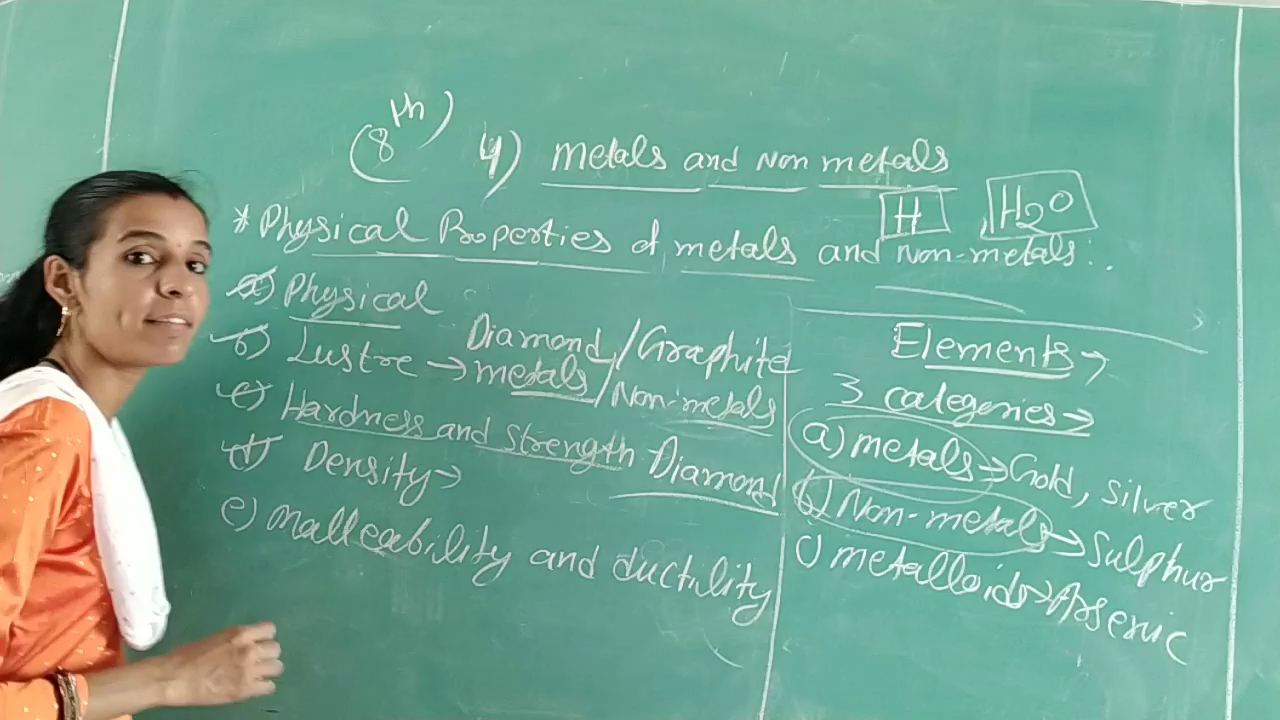 (8th) 4) Metals and Non metals
H H2O
* Physical Properties of metals and Non-metals:
a) Physical
b) Lustre → metals/Non-metals
Diamond/Graphite
c) Hardness and Strength Diamond
d) Density →
e) Malleability and ductility
Elements →
3 categories →
a) metals → Gold, Silver
b) Non-metals → Sulphur
c) metalloids → Arsenic